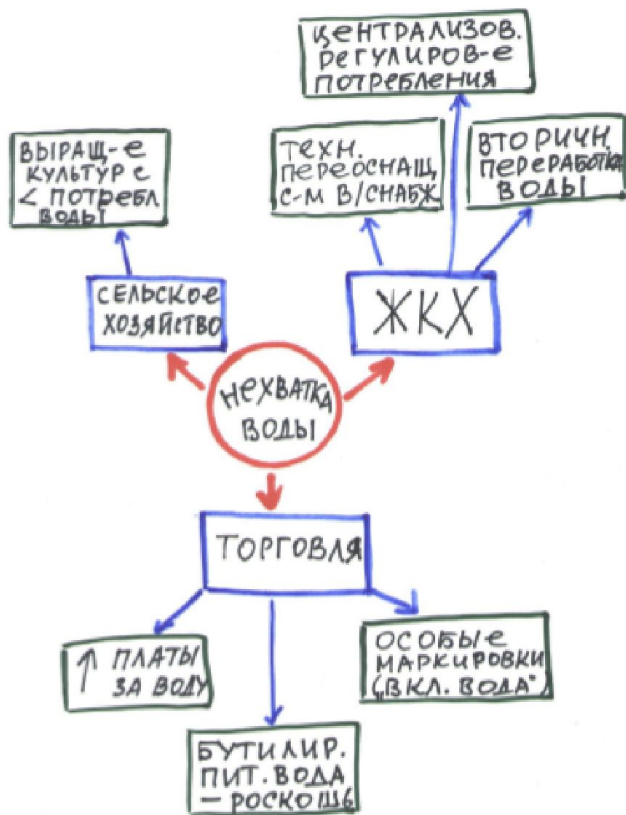 ЦЕНТРАЛИЗОВ.
РЕГУЛИРОВ-Е
ПОТРЕБЛЕНИЯ
ВЫРАЩ-Е
КУЛЬТУР С
< ПОТРЕБЛ
ВОДЫ
ТЕХН.
ПЕРЕОСНАЩ
С-М В/СНАБЖ
ВТОРИЧН.
ПЕРЕРАБОТКА
ВОДЫ
СЕЛЬСКОЕ
ХОЗЯЙСТВО
ЖКХ
НЕХВАТКА
ВОДЫ
ТОРГОВЛЯ
↑ ПЛАТЫ
ЗА ВОДУ
ОСОБЫЕ
МАРКИРОВКИ
(„ВКЛ. ВОДА")
БУТИЛИР.
ПИТ. ВОДА
— РОСКОШЬ